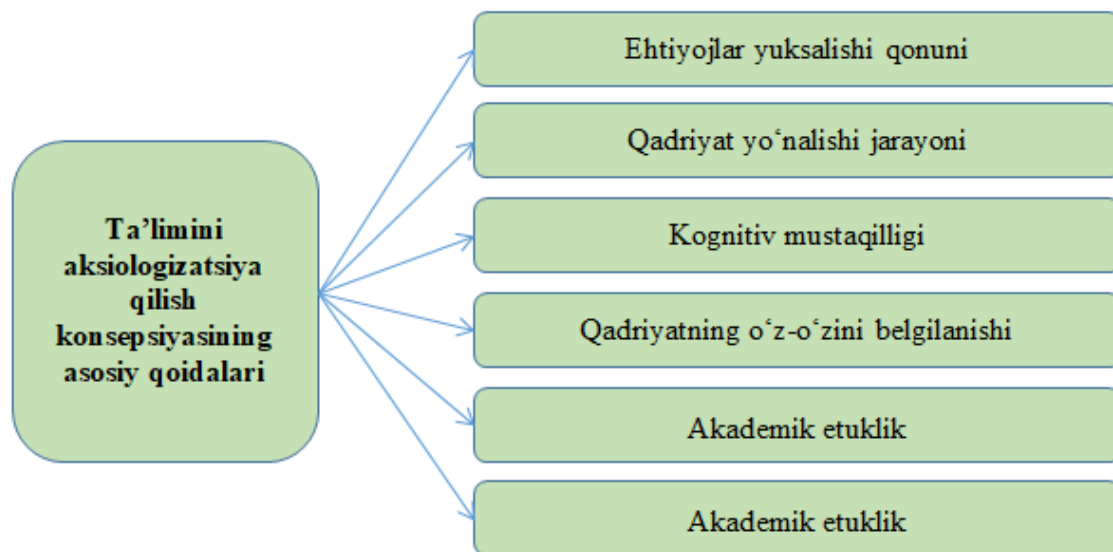 Ta’limini
aksiologizatsiya
qilish
konsepsiyasining
asosiy qoidalari
Ehtiyojlar yuksalishi qonuni
Qadriyat yo‘nalishi jarayoni
Kognitiv mustaqilligi
Qadriyatning o‘z-o‘zini belgilanishi
Akademik etuklik
Akademik etuklik